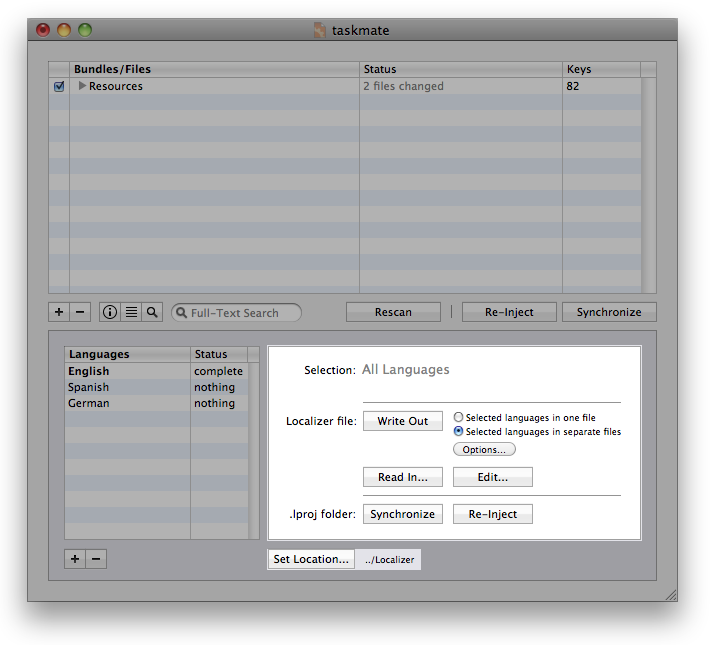 taskmate
Bundles/Files Status Keys
Resources 2 files changed 82
Full-Text Search Rescan Re-Inject Synchronize
Languages Status
English complete
Spanish nothing
German nothing
Selection: All Languages
Localizer file: Write Out
Selected languages in one file
Selected languages in separate files
Options...
Read In... Edit...
.lproj folder: Synchronize Re-Inject
Set Location... ../Localizer